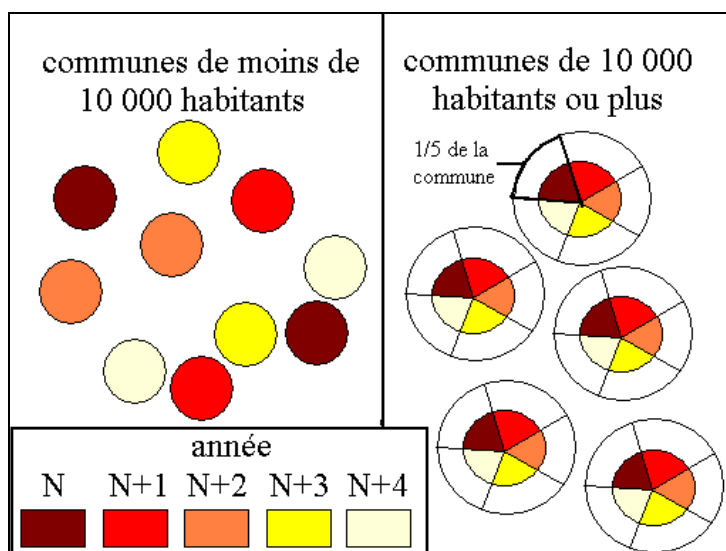 communes de moins de
10 000 habitants
communes de 10 000
habitants ou plus
1/5 de la
commune
année
N N+1 N+2 N+3 N+4